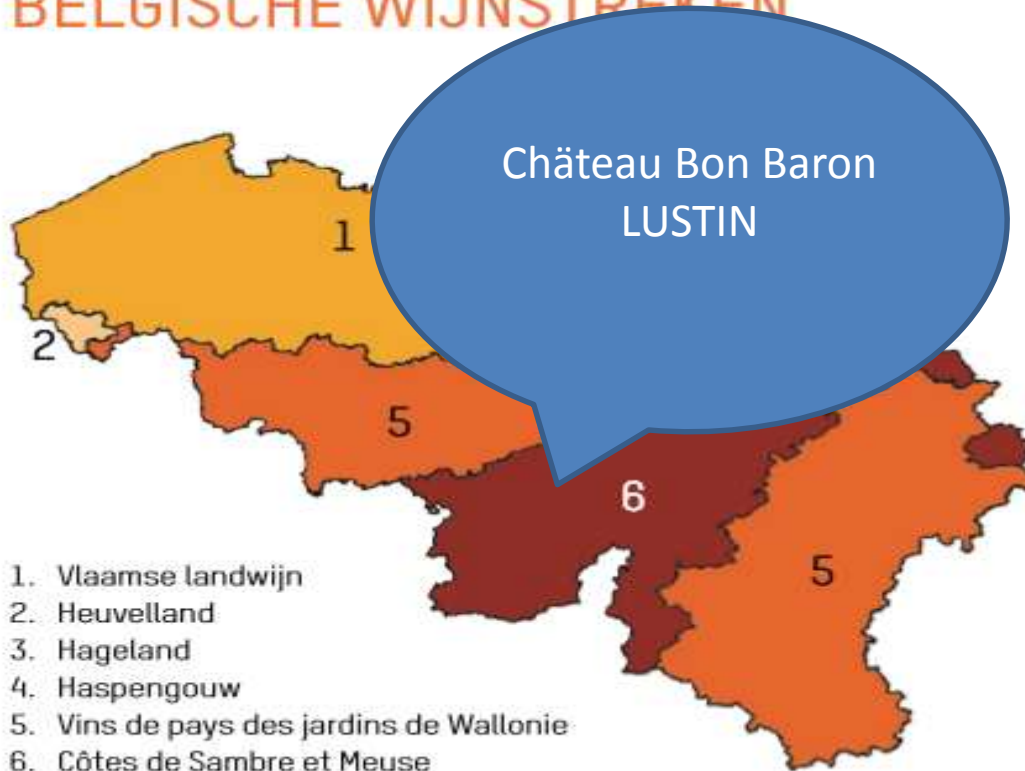 BELGISCHE WIJNSTREKEN
Chäteau Bon Baron
LUSTIN
1
2
5
6
5
1. Vlaamse landwijn
2. Heuvelland
3. Hageland
4. Haspengouw
5. Vins de pays des jardins de Wallonie
6. Côtes de Sambre et Meuse